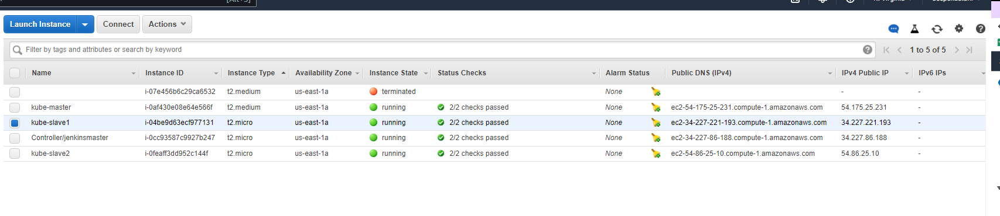 [Alt+S]
Launch Instance Connect Actions
Filter by tags and attributes or search by keyword 1 to 5 of 5
Name Instance ID Instance Type Availability Zone Instance State Status Checks Alarm Status Public DNS (IPv4) IPv4 Public IP IPv6 IPs
i-07e456b6c29ca6532 t2.medium us-east-1a terminated None - -
kube-master i-0af430e08e64e566f t2.medium us-east-1a running 2/2 checks passed None ec2-54-175-25-231.compute-1.amazonaws.com 54.175.25.231 -
kube-slave1 i-04be9d63ecf977131 t2.micro us-east-1a running 2/2 checks passed None ec2-34-227-221-193.compute-1.amazonaws.com 34.227.221.193 -
Controller/jenkinsmaster i-0cc93587c9927b247 t2.micro us-east-1a running 2/2 checks passed None ec2-34-227-86-188.compute-1.amazonaws.com 34.227.86.188 -
kube-slave2 i-0feaff3dd952c144f t2.micro us-east-1a running 2/2 checks passed None ec2-54-86-25-10.compute-1.amazonaws.com 54.86.25.10 -